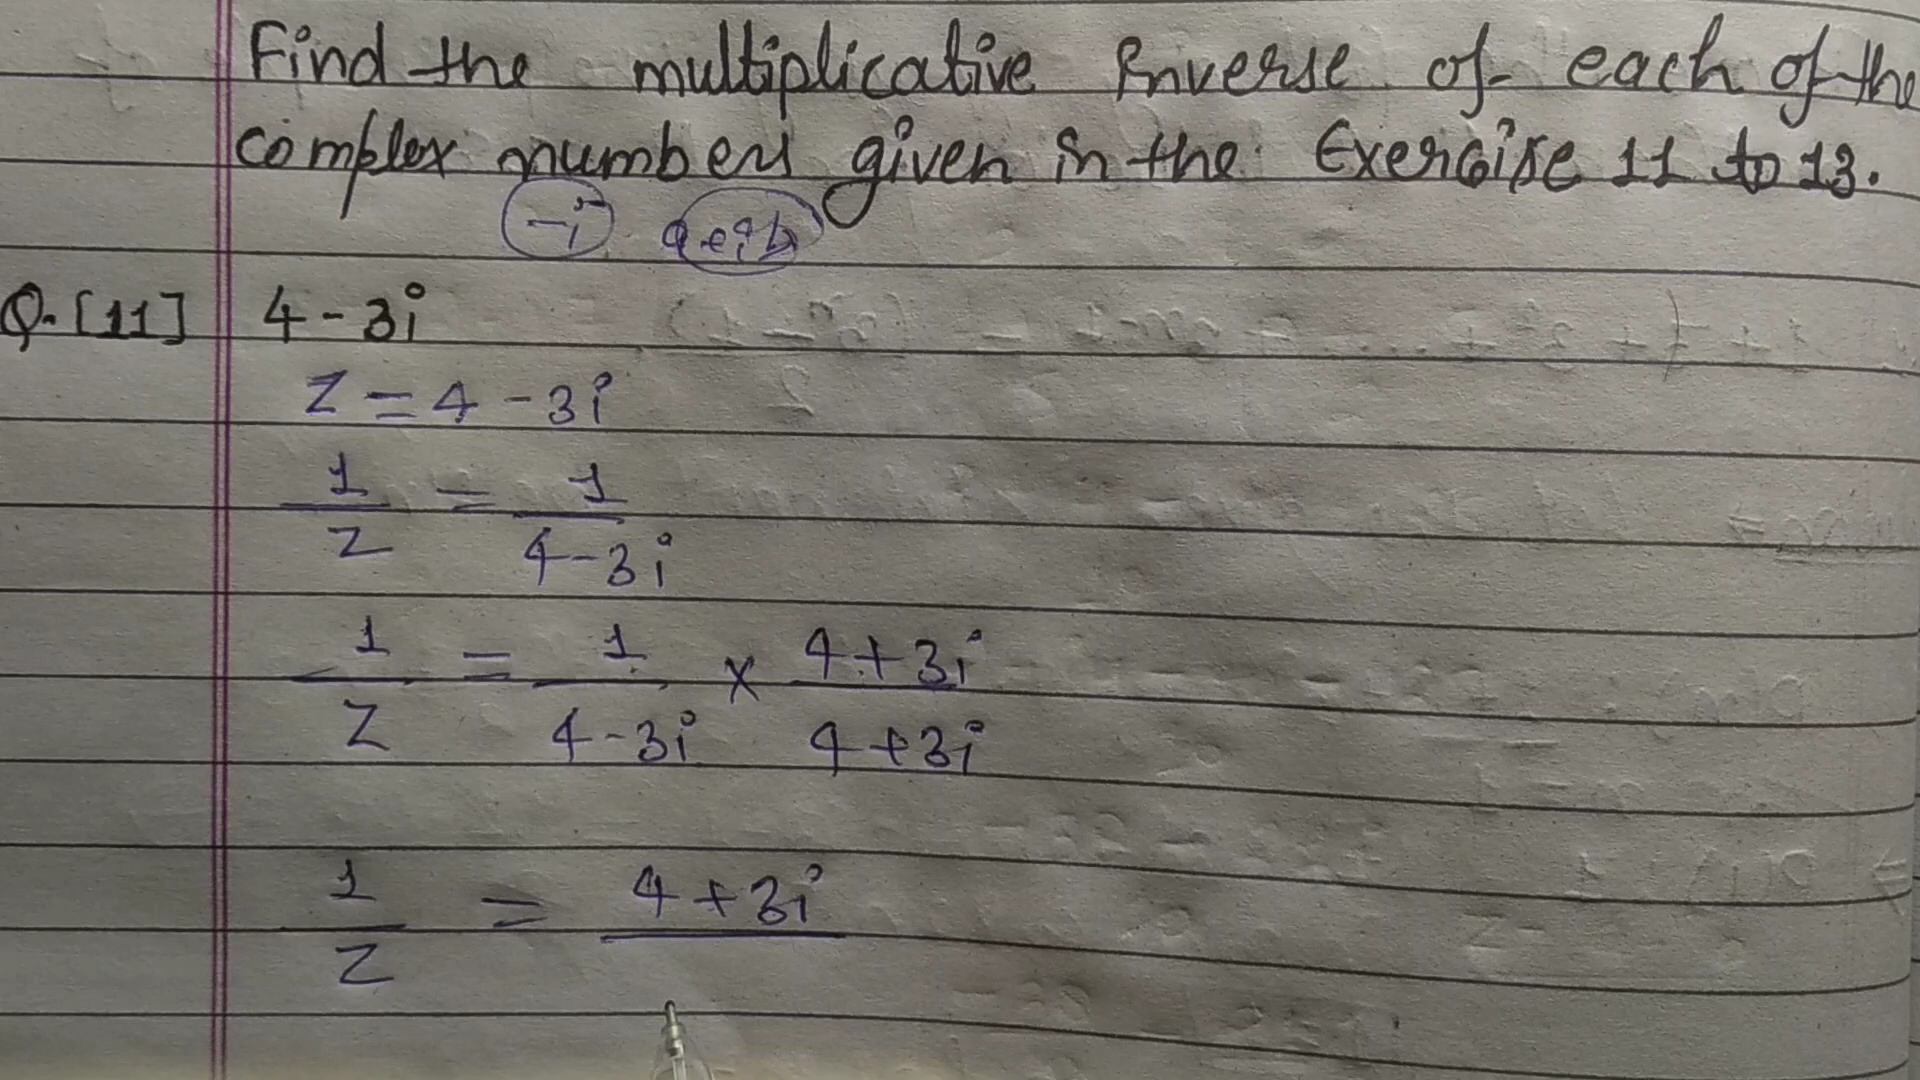 Find the multiplicative inverse of each of the
complex numbers given in the Exercise 11 to 13.
-i
Q. [11] 4 - 3i
Z = 4 - 3i
1/Z = 1/4-3i
1/Z = 1/4-3i × 4+3i/4+3i
1/Z = 4+3i